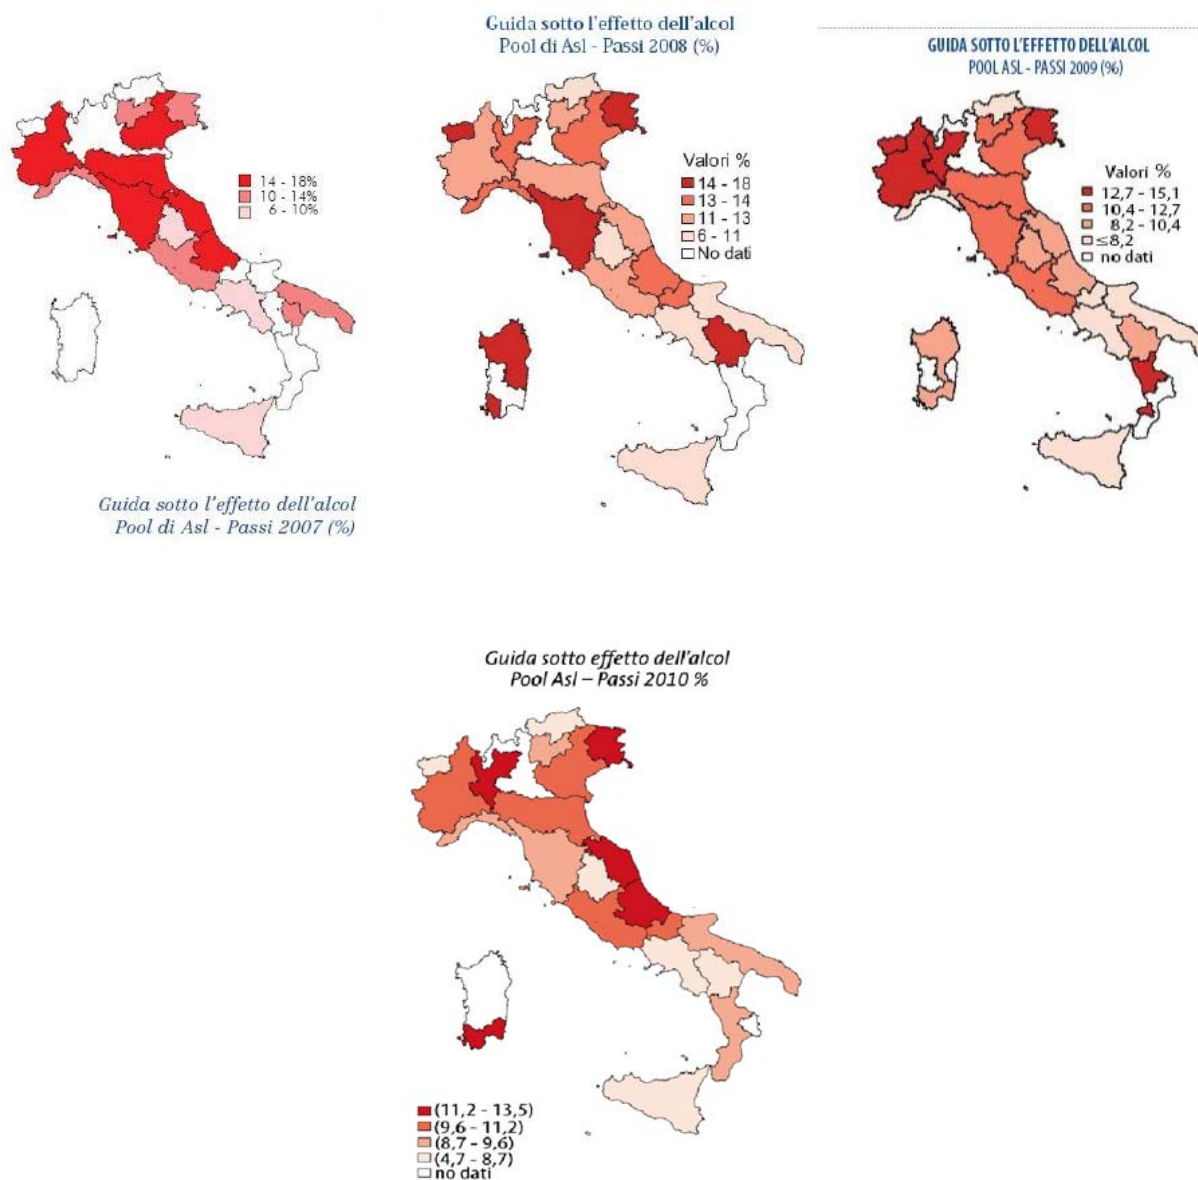 Guida sotto l'effetto dell'alcol
Pool di Asl - Passi 2008 (%)
GUIDA SOTTO L'EFFETTO DELL'ALCOL
POOL ASL - PASSI 2009 (%)
14 - 18%
10 - 14%
6 - 10%
Valori %
14 - 18
13 - 14
11 - 13
6 - 11
No dati
Valori %
12,7 - 15,1
10,4 - 12,7
8,2 - 10,4
≤8,2
no dati
Guida sotto l'effetto dell'alcol
Pool di Asl - Passi 2007 (%)
Guida sotto effetto dell'alcol
Pool Asl – Passi 2010 %
(11,2 - 13,5)
(9,6 - 11,2)
(8,7 - 9,6)
(4,7 - 8,7)
no dati